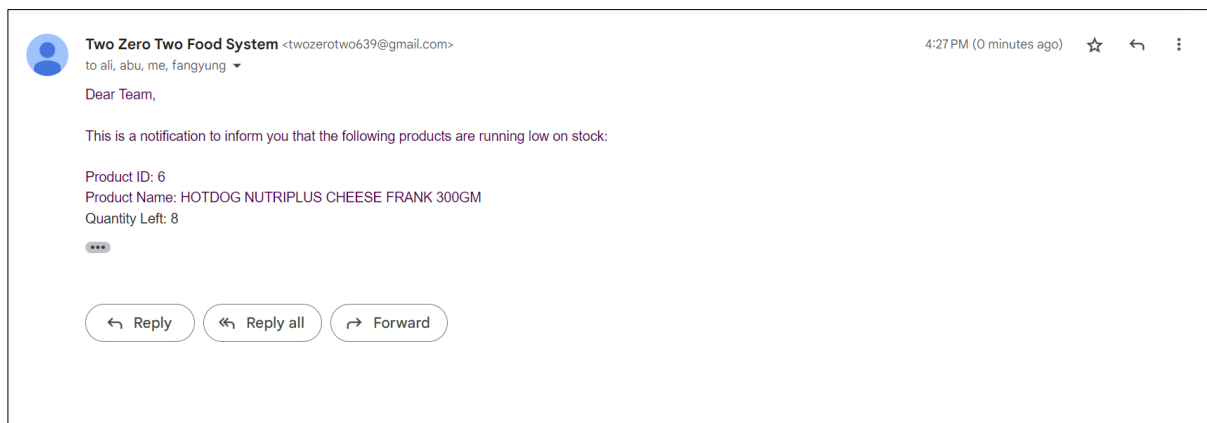 Two Zero Two Food System <twozerotwo639@gmail.com> 4:27 PM (0 minutes ago)
to ali, abu, me, fangyung
Dear Team,
This is a notification to inform you that the following products are running low on stock:
Product ID: 6
Product Name: HOTDOG NUTRIPLUS CHEESE FRANK 300GM
Quantity Left: 8
Reply Reply all Forward